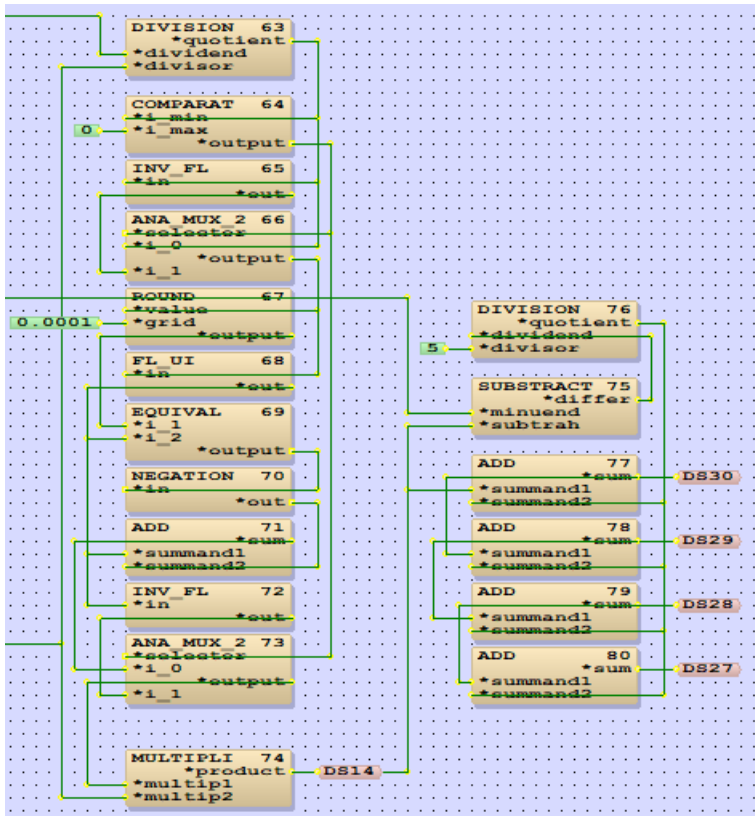 DIVISION 63
*quotient
*dividend
*divisor
COMPARAT 64
*i_min
0
*i_max
*output
INV_FL 65
*in
*out
ANA_MUX_2 66
*selector
*i_0
*output
*i_1
ROUND 67
*value
0.0001
*grid
*output
FL_UI 68
*in
*out
EQUIVAL 69
*i_1
*i_2
*output
NEGATION 70
*in
*out
ADD 71
*sum
*summand1
*summand2
INV_FL 72
*in
*out
ANA_MUX_2 73
*selector
*i_0
*output
*i_1
MULTIPLI 74
*product
DS14
*multip1
*multip2
DIVISION 76
*quotient
*dividend
5
*divisor
SUBSTRACT 75
*differ
*minuend
*subtrah
ADD 77
*sum
DS30
*summand1
*summand2
ADD 78
*sum
DS29
*summand1
*summand2
ADD 79
*sum
DS28
*summand1
*summand2
ADD 80
*sum
DS27
*summand1
*summand2